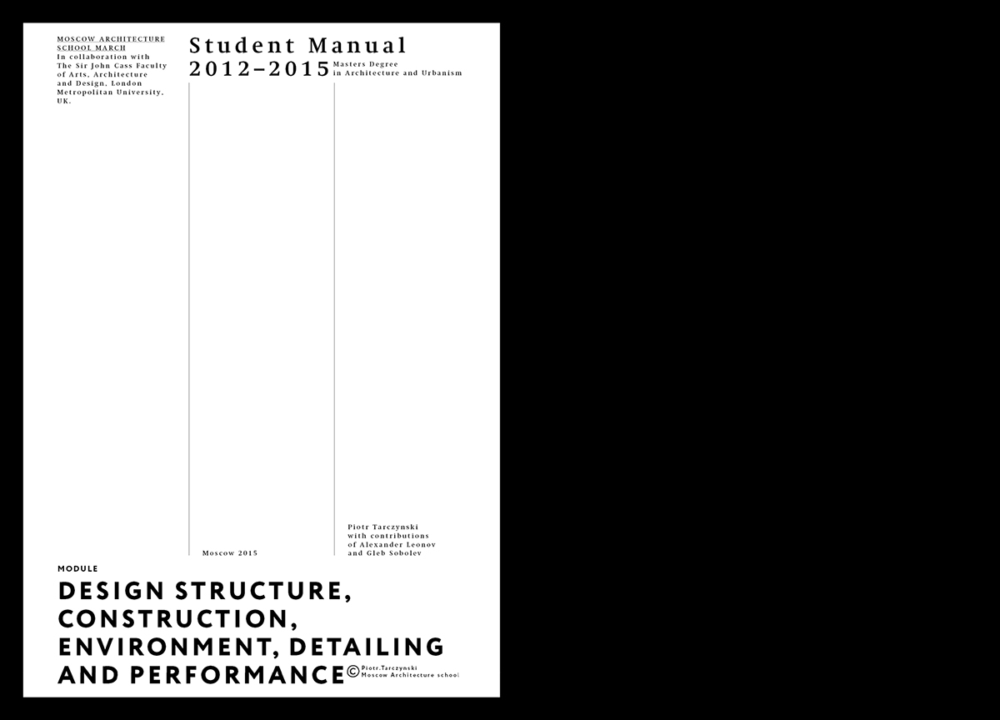 MOSCOW ARCHITECTURE
SCHOOL MARCH
In collaboration with
The Sir John Cass Faculty
of Arts, Architecture
and Design, London
Metropolitan University,
UK.
Student Manual
2012–2015
Masters Degree
in Architecture and Urbanism
Moscow 2015
Piotr Tarczynski
with contributions
of Alexander Leonov
and Gleb Sobolev
MODULE
DESIGN STRUCTURE,
CONSTRUCTION,
ENVIRONMENT, DETAILING
AND PERFORMANCE
© Piotr.Tarczynski
Moscow Architecture school